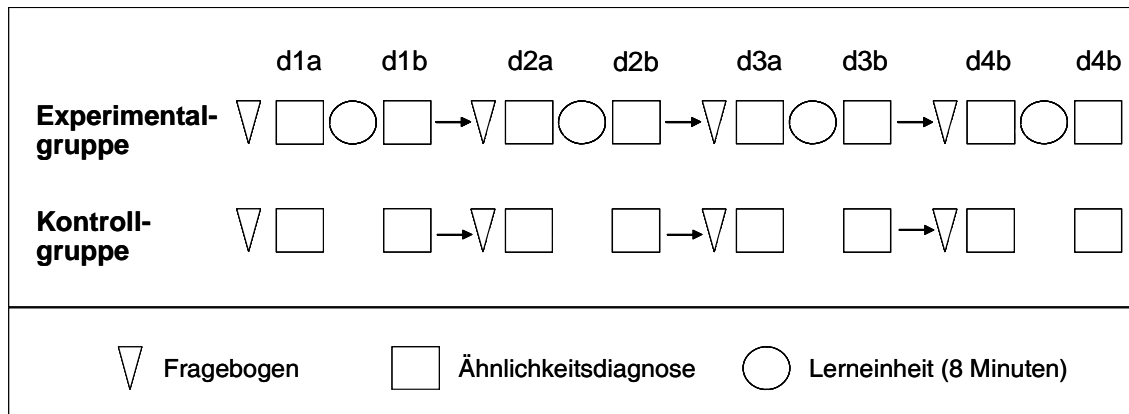 d1a d1b d2a d2b d3a d3b d4b d4b
Experimental-
gruppe
Kontroll-
gruppe
Fragebogen Ähnlichkeitsdiagnose Lerneinheit (8 Minuten)